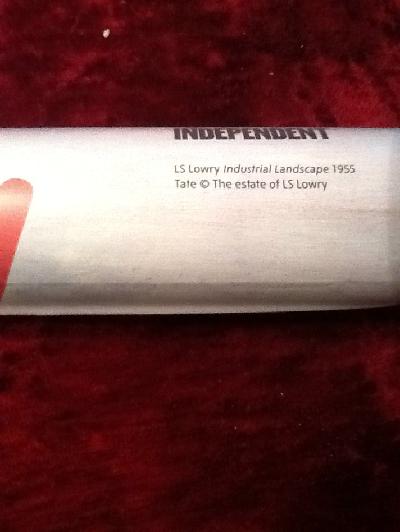 INDEPENDENT
LS Lowry Industrial Landscape 1955
Tate © The estate of LS Lowry